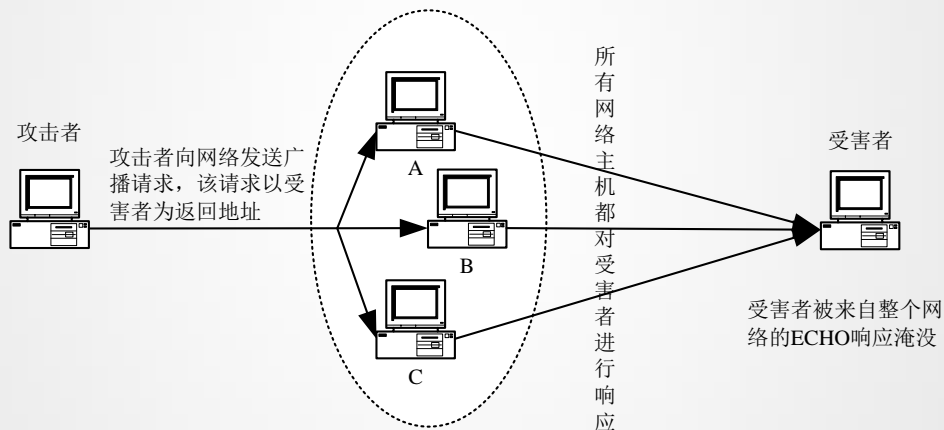 攻击者
攻击者向网络发送广
播请求，该请求以受
害者为返回地址
A
B
C
所有网络主机都对受害者进行响应
受害者
受害者被来自整个网
络的ECHO响应淹没